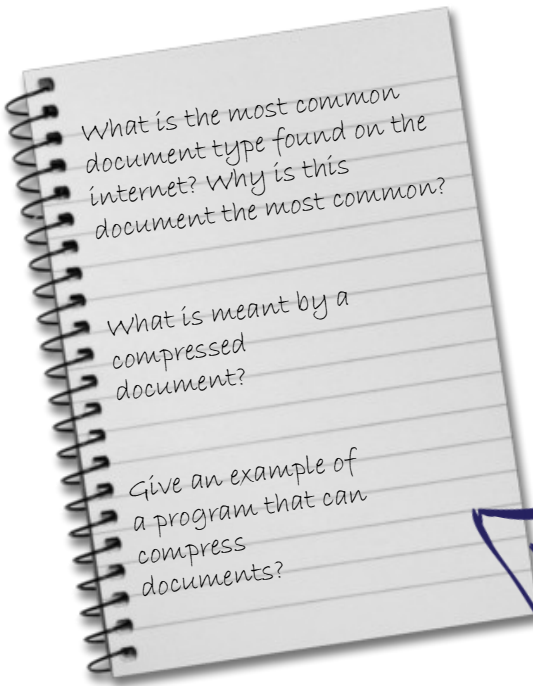 What is the most common
document type found on the
internet? Why is this
document the most common?
What is meant by a
compressed
document?
Give an example of
a program that can
compress
documents?